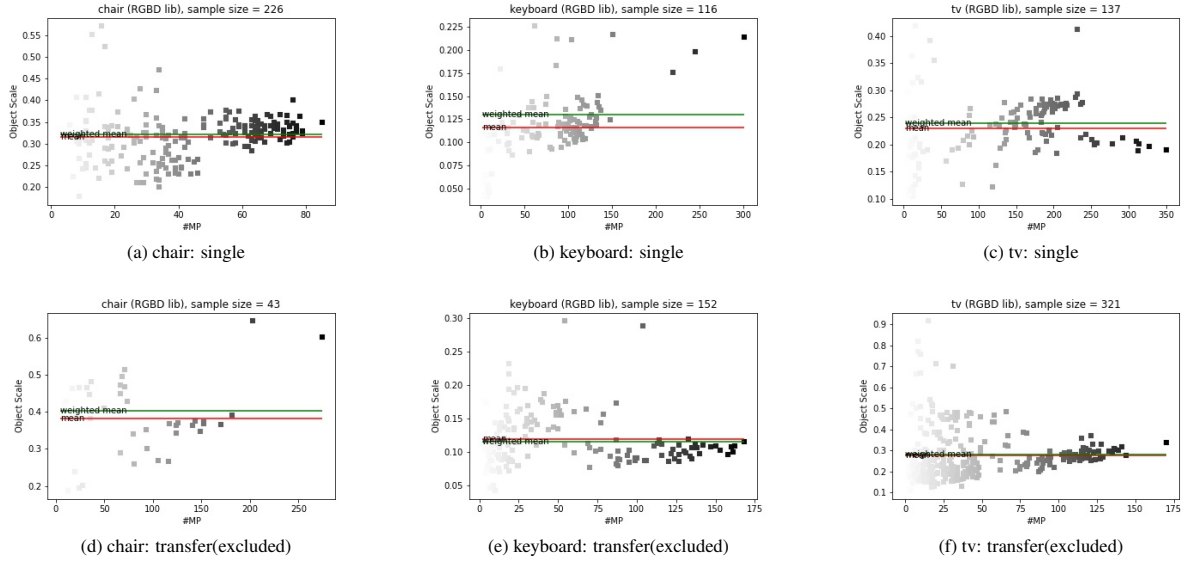 chair (RGBD lib), sample size = 226
Object Scale
0.55
0.50
0.45
0.40
0.35
0.30
0.25
0.20
weighted mean
mean
0 20 40 60 80
#MP
(a) chair: single
keyboard (RGBD lib), sample size = 116
Object Scale
0.225
0.200
0.175
0.150
0.125
0.100
0.075
0.050
weighted mean
mean
0 50 100 150 200 250 300
#MP
(b) keyboard: single
tv (RGBD lib), sample size = 137
Object Scale
0.40
0.35
0.30
0.25
0.20
0.15
0.10
weighted mean
mean
0 50 100 150 200 250 300 350
#MP
(c) tv: single
chair (RGBD lib), sample size = 43
Object Scale
0.6
0.5
0.4
0.3
0.2
weighted mean
mean
0 50 100 150 200 250
#MP
(d) chair: transfer(excluded)
keyboard (RGBD lib), sample size = 152
Object Scale
0.30
0.25
0.20
0.15
0.10
0.05
mean
weighted mean
0 25 50 75 100 125 150 175
#MP
(e) keyboard: transfer(excluded)
tv (RGBD lib), sample size = 321
Object Scale
0.9
0.8
0.7
0.6
0.5
0.4
0.3
0.2
0.1
weighted mean
0 25 50 75 100 125 150 175
#MP
(f) tv: transfer(excluded)